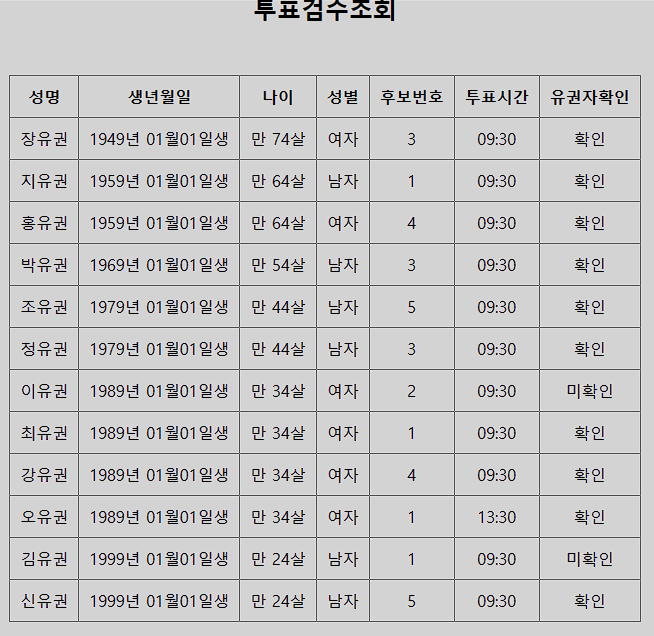 투표검수조회
성명 생년월일 나이 성별 후보번호 투표시간 유권자확인
장유권 1949년 01월01일생 만 74살 여자 3 09:30 확인
지유권 1959년 01월01일생 만 64살 남자 1 09:30 확인
홍유권 1959년 01월01일생 만 64살 여자 4 09:30 확인
박유권 1969년 01월01일생 만 54살 남자 3 09:30 확인
조유권 1979년 01월01일생 만 44살 남자 5 09:30 확인
정유권 1979년 01월01일생 만 44살 남자 3 09:30 확인
이유권 1989년 01월01일생 만 34살 여자 2 09:30 미확인
최유권 1989년 01월01일생 만 34살 여자 1 09:30 확인
강유권 1989년 01월01일생 만 34살 여자 4 09:30 확인
오유권 1989년 01월01일생 만 34살 여자 1 13:30 확인
김유권 1999년 01월01일생 만 24살 남자 1 09:30 미확인
신유권 1999년 01월01일생 만 24살 남자 5 09:30 확인